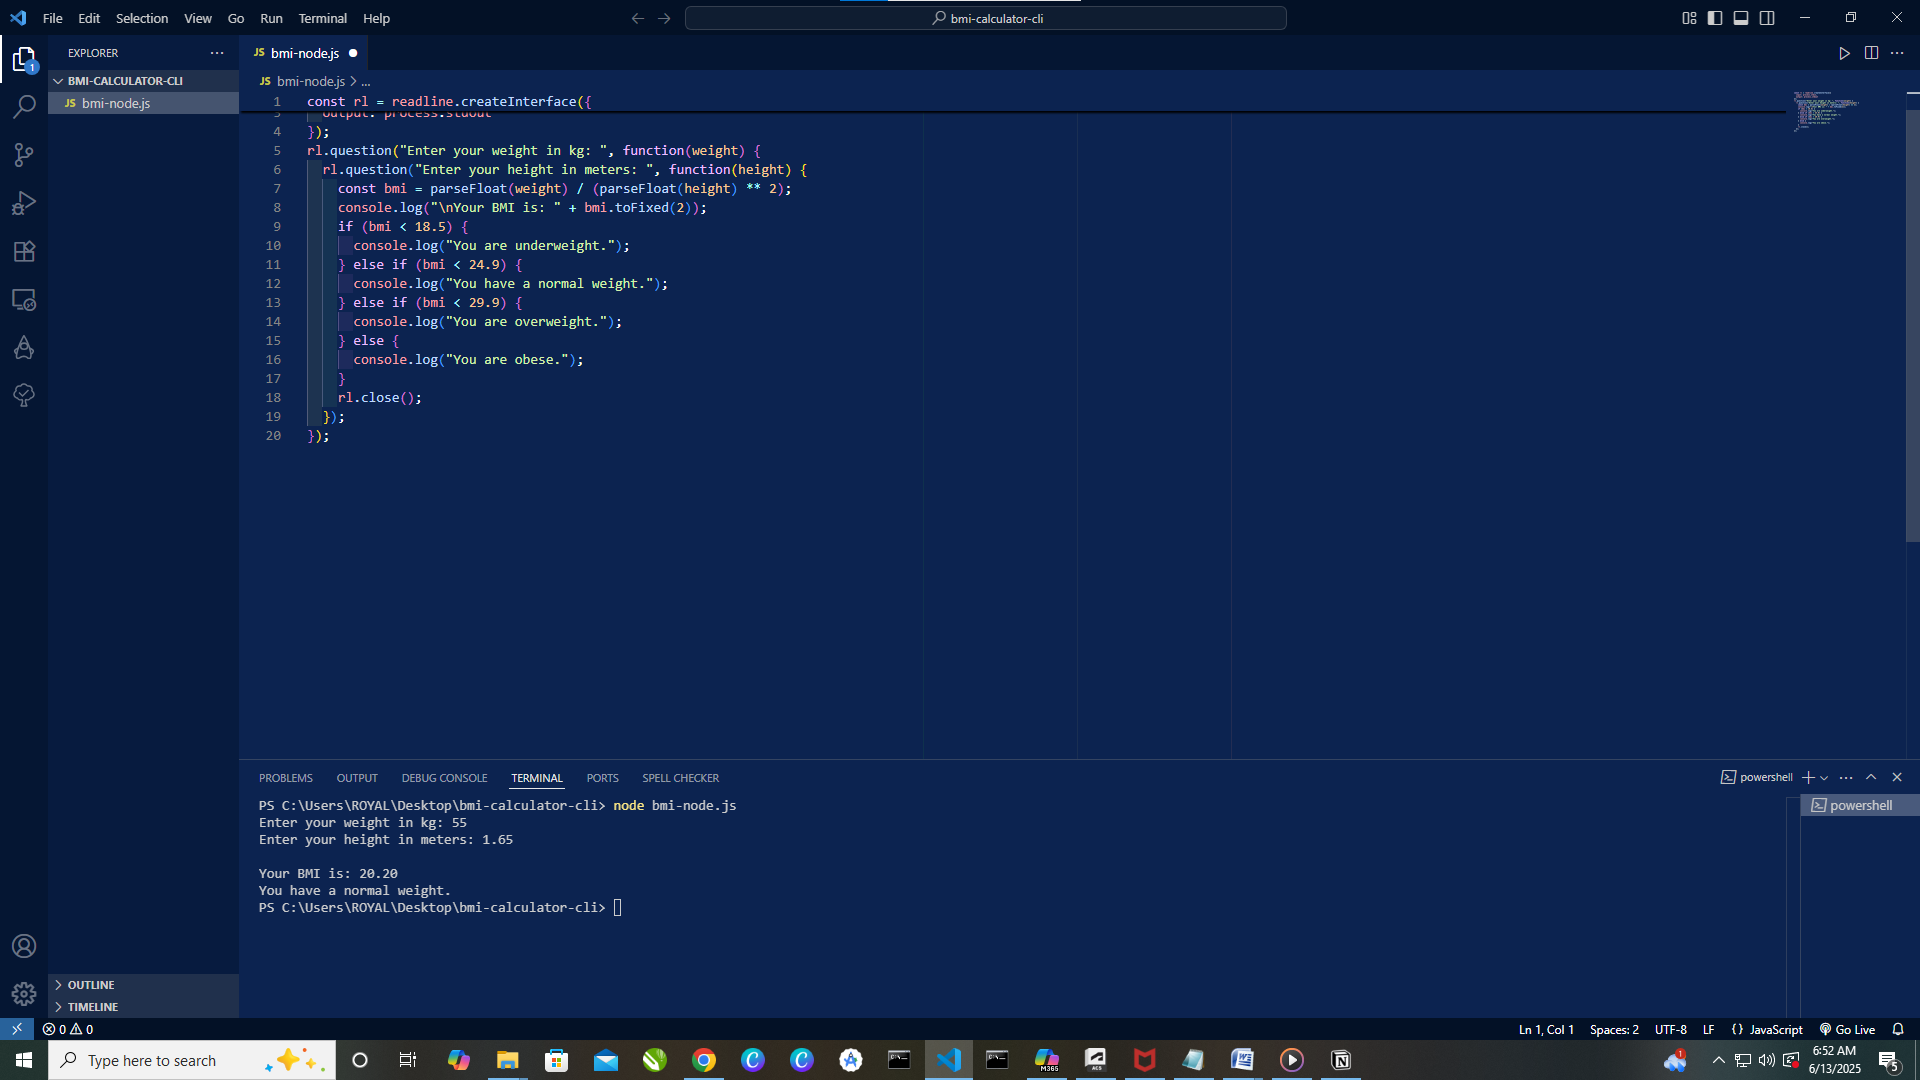 File Edit Selection View Go Run Terminal Help
bmi-calculator-cli
EXPLORER
1
BMI-CALCULATOR-CLI
JS bmi-node.js
OUTLINE
TIMELINE
JS bmi-node.js
JS bmi-node.js > ...
1 const rl = readline.createInterface({
3 output: process.stdout
4 });
5 rl.question("Enter your weight in kg: ", function(weight) {
6 rl.question("Enter your height in meters: ", function(height) {
7 const bmi = parseFloat(weight) / (parseFloat(height) ** 2);
8 console.log("\nYour BMI is: " + bmi.toFixed(2));
9 if (bmi < 18.5) {
10 console.log("You are underweight.");
11 } else if (bmi < 24.9) {
12 console.log("You have a normal weight.");
13 } else if (bmi < 29.9) {
14 console.log("You are overweight.");
15 } else {
16 console.log("You are obese.");
17 }
18 rl.close();
19 });
20 });
PROBLEMS OUTPUT DEBUG CONSOLE TERMINAL PORTS SPELL CHECKER
powershell
powershell
PS C:\Users\ROYAL\Desktop\bmi-calculator-cli> node bmi-node.js
Enter your weight in kg: 55
Enter your height in meters: 1.65
Your BMI is: 20.20
You have a normal weight.
PS C:\Users\ROYAL\Desktop\bmi-calculator-cli>
0 0
Ln 1, Col 1 Spaces: 2 UTF-8 LF {} JavaScript Go Live
Type here to search
M365
1
6:52 AM
6/13/2025
5